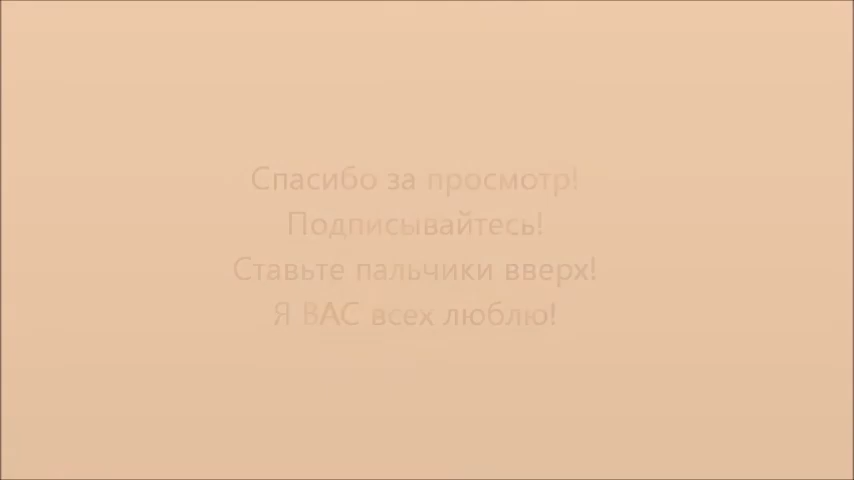 Спасибо за просмотр!
Подписывайтесь!
Ставьте пальчики вверх!
Я ВАС всех люблю!